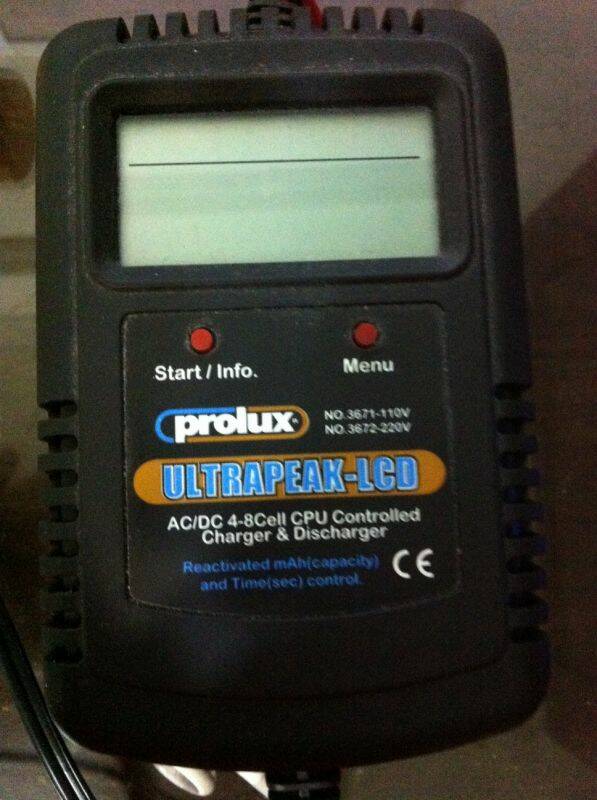 Start / Info.
Menu
prolux
NO.3671-110V
NO.3672-220V
ULTRAPEAK-LCD
AC/DC 4-8Cell CPU Controlled
Charger & Discharger
Reactivated mAh(capacity)
and Time(sec) control.
CE